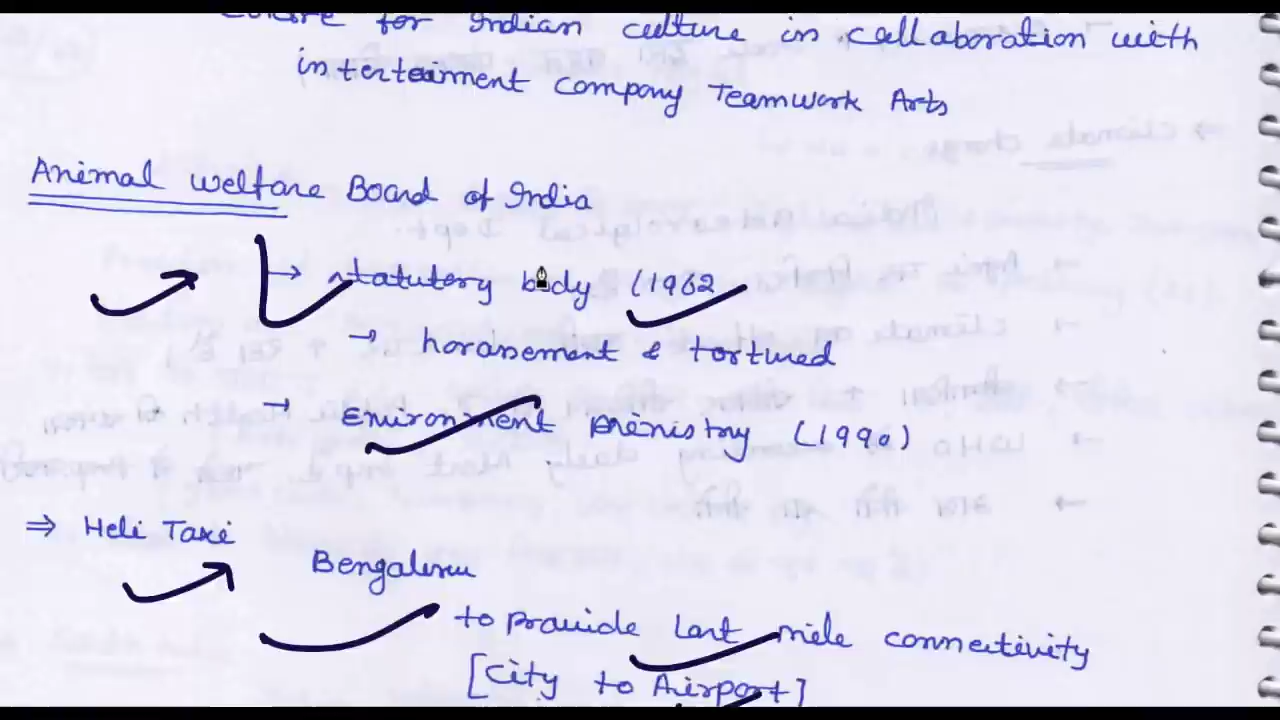 for Indian culture in collaboration with
intertainment company Teamwork Arts
Animal welfare Board of India
→ statutory body (1962
→ harassement & tortured
→ Environment Ministry (1990)
⇒ Heli Taxi
Bengaluru
to provide last mile connectivity
[City to Airport]